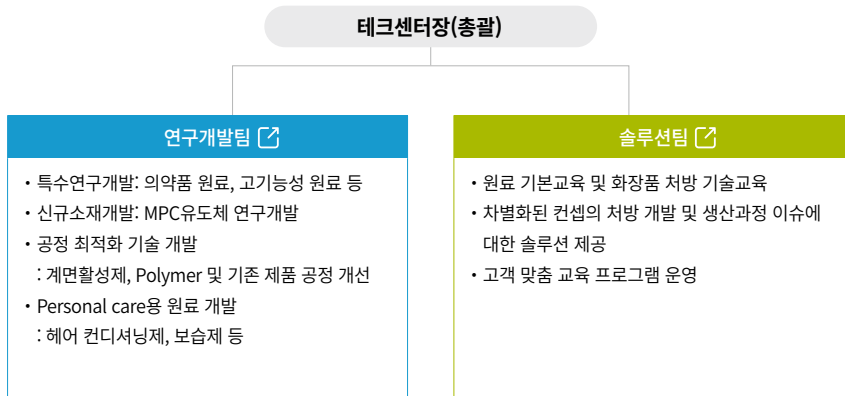 테크센터장(총괄)
연구개발팀
• 특수연구개발: 의약품 원료, 고기능성 원료 등
• 신규소재개발: MPC유도체 연구개발
• 공정 최적화 기술 개발
: 계면활성제, Polymer 및 기존 제품 공정 개선
• Personal care용 원료 개발
: 헤어 컨디셔닝제, 보습제 등
솔루션팀
• 원료 기본교육 및 화장품 처방 기술교육
• 차별화된 컨셉의 처방 개발 및 생산과정 이슈에
대한 솔루션 제공
• 고객 맞춤 교육 프로그램 운영